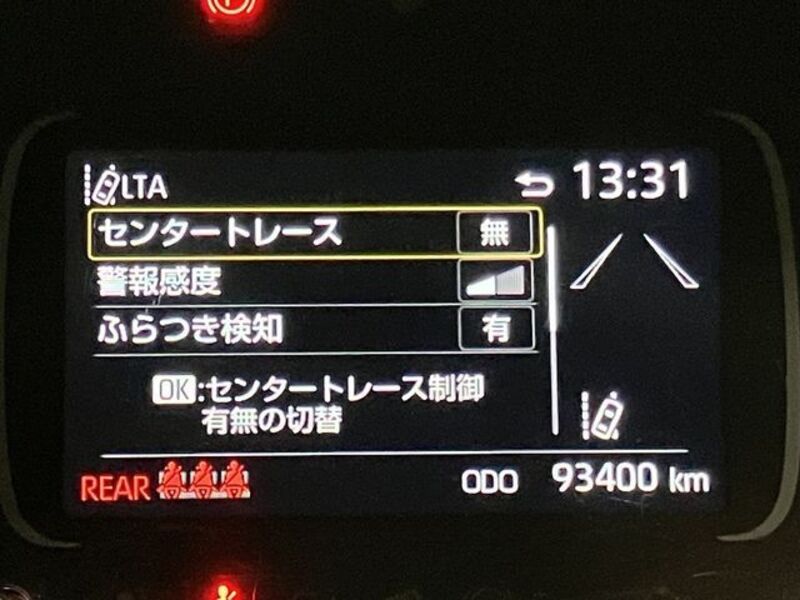 LTA
13:31
センタートレース 無
警報感度
ふらつき検知 有
OK:センタートレース制御
有無の切替
REAR
ODO 93400 km